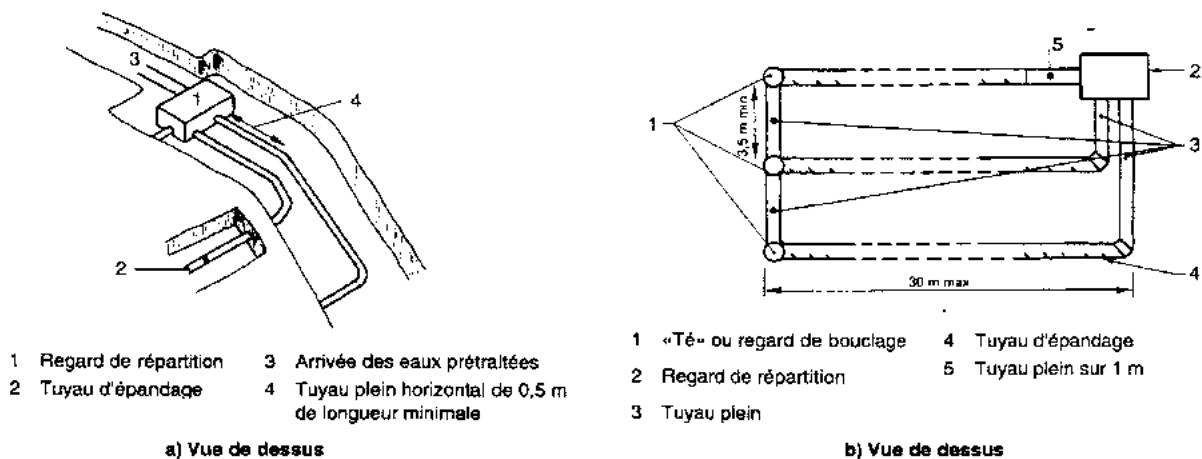 3
1
4
2
1 Regard de répartition
2 Tuyau d'épandage
3 Arrivée des eaux prétraitées
4 Tuyau plein horizontal de 0,5 m
de longueur minimale
a) Vue de dessus
5
2
1
3,5 m min
3
4
30 m max
1 «Té» ou regard de bouclage
2 Regard de répartition
3 Tuyau plein
4 Tuyau d'épandage
5 Tuyau plein sur 1 m
b) Vue de dessus